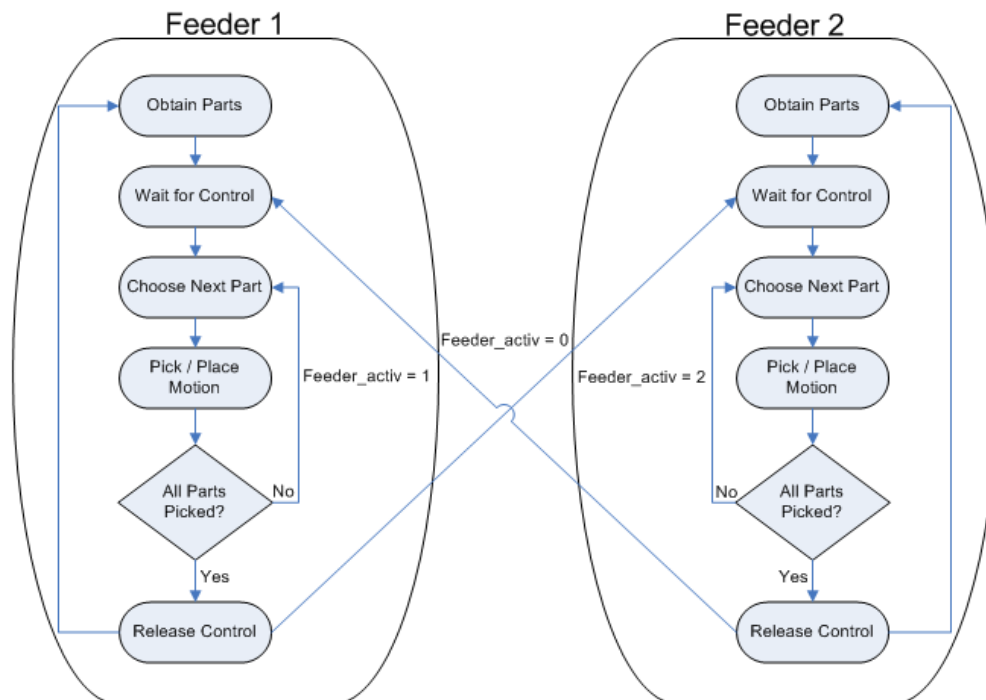 Feeder 1
Obtain Parts
Wait for Control
Choose Next Part
Pick / Place
Motion
Feeder_activ = 1
All Parts
Picked?
No
Yes
Release Control
Feeder_activ = 0
Feeder 2
Obtain Parts
Wait for Control
Choose Next Part
Pick / Place
Motion
Feeder_activ = 2
All Parts
Picked?
No
Yes
Release Control